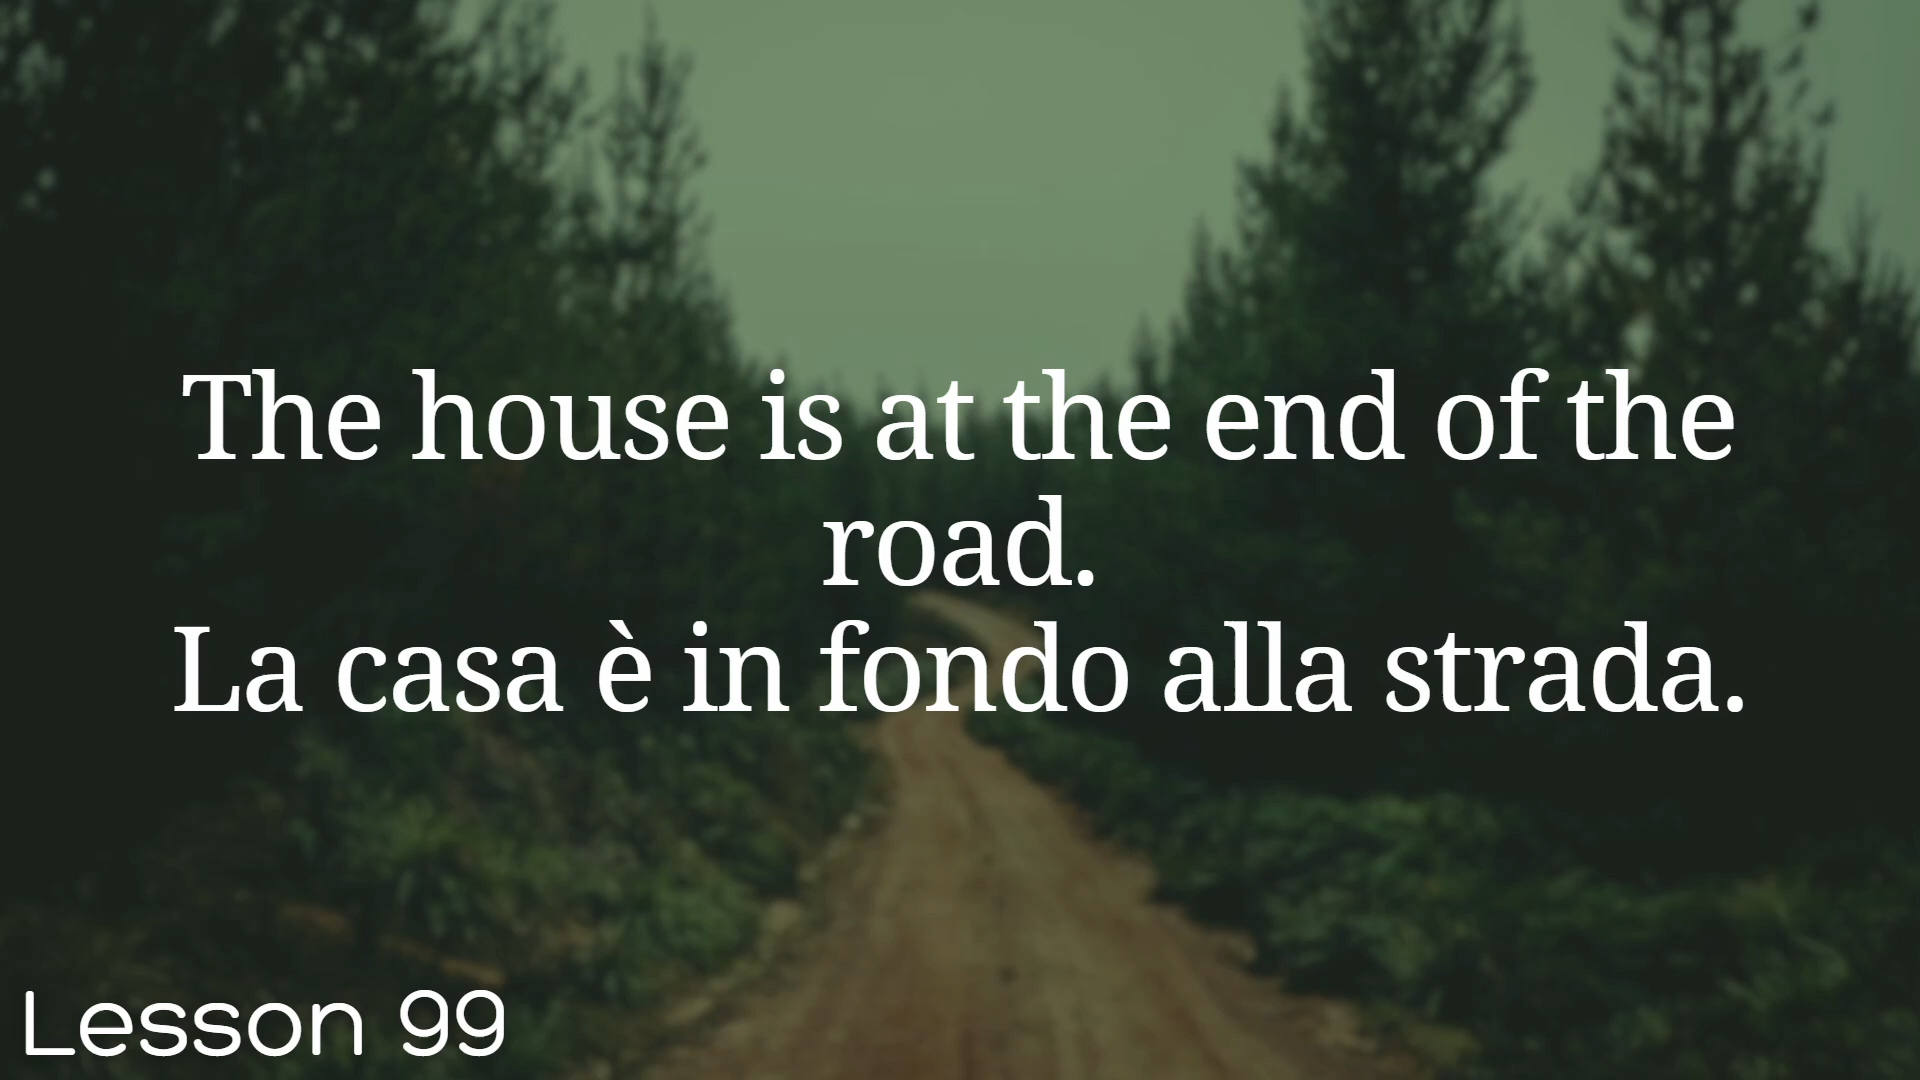 The house is at the end of the
road.
La casa è in fondo alla strada.
Lesson 99